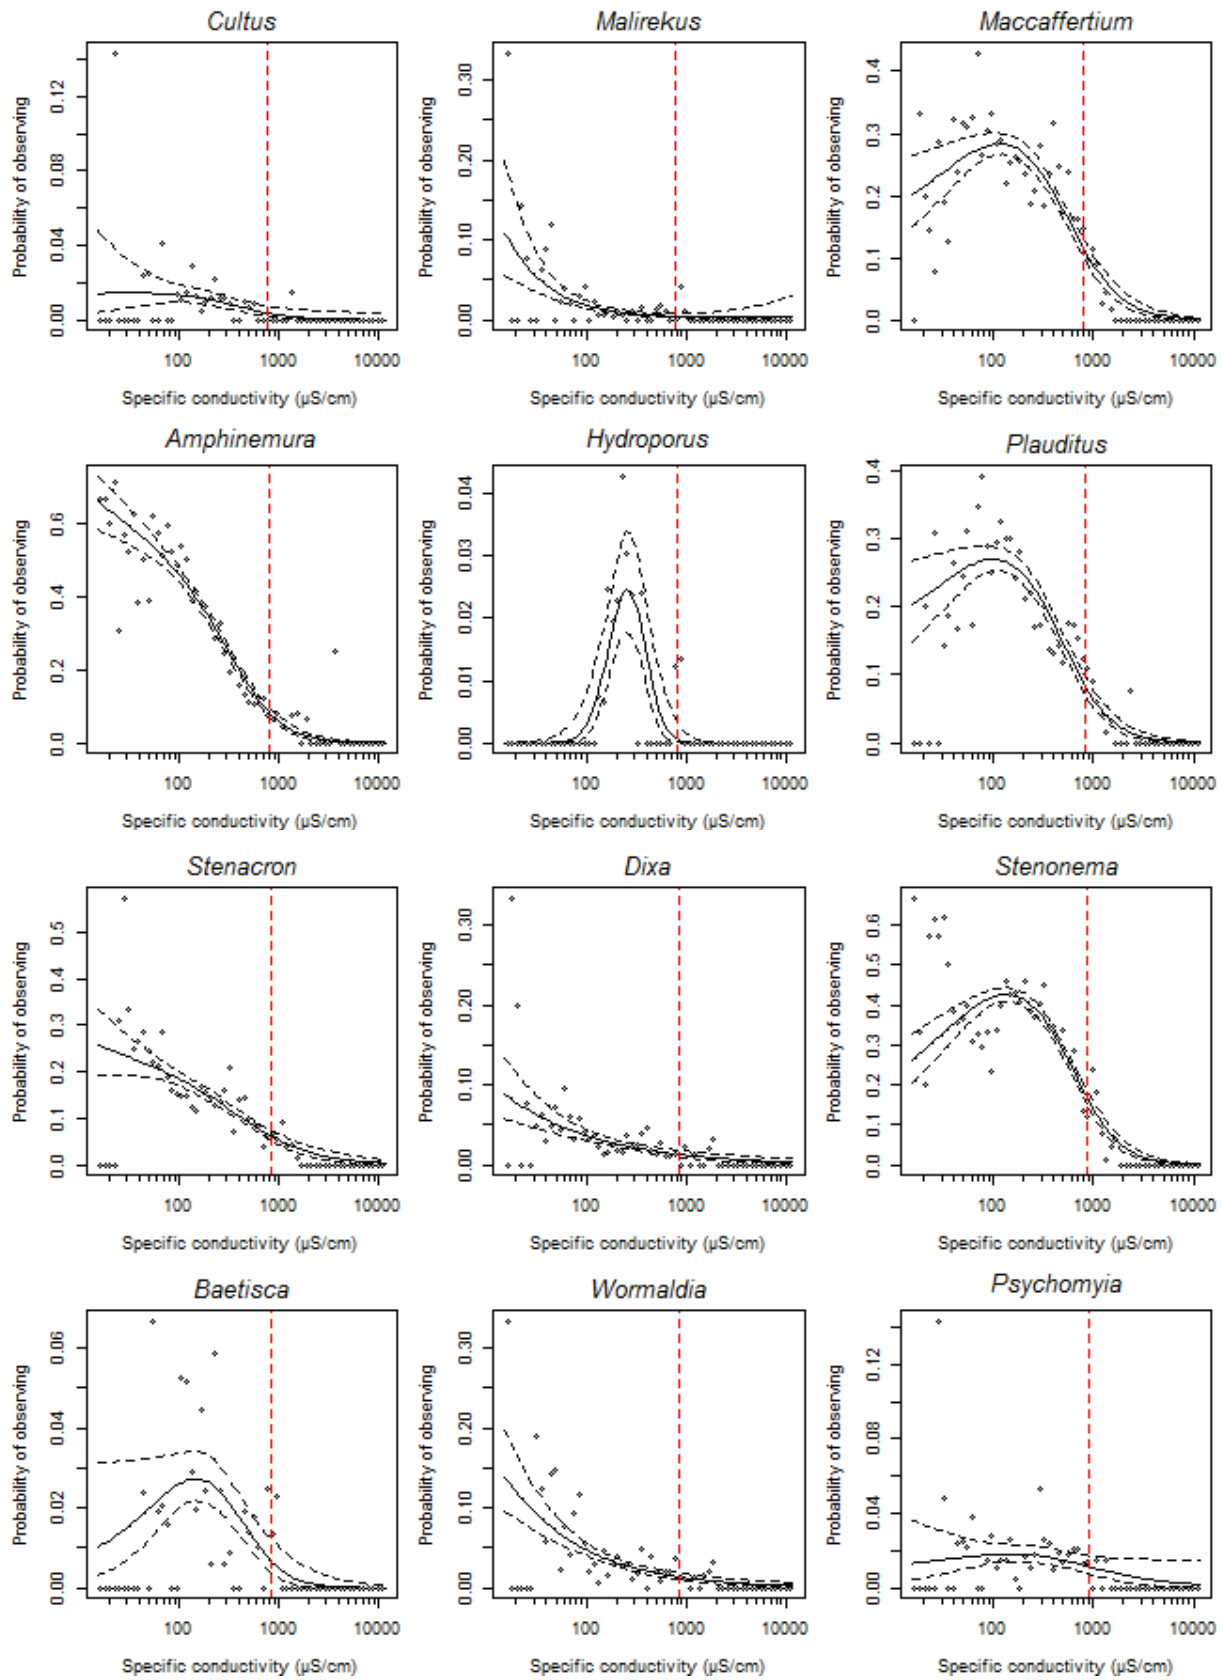 Cultus
Probability of observing
0.12
0.08
0.04
0.00
100 1000 10000
Specific conductivity (µS/cm)
Malirekus
Probability of observing
0.30
0.20
0.10
0.00
100 1000 10000
Specific conductivity (µS/cm)
Maccaffertium
Probability of observing
0.4
0.3
0.2
0.1
0.0
100 1000 10000
Specific conductivity (µS/cm)
Amphinemura
Probability of observing
0.6
0.4
0.2
0.0
100 1000 10000
Specific conductivity (µS/cm)
Hydroporus
Probability of observing
0.04
0.03
0.02
0.01
0.00
100 1000 10000
Specific conductivity (µS/cm)
Plauditus
Probability of observing
0.4
0.3
0.2
0.1
0.0
100 1000 10000
Specific conductivity (µS/cm)
Stenacron
Probability of observing
0.5
0.4
0.3
0.2
0.1
0.0
100 1000 10000
Specific conductivity (µS/cm)
Dixa
Probability of observing
0.30
0.20
0.10
0.00
100 1000 10000
Specific conductivity (µS/cm)
Stenonema
Probability of observing
0.6
0.5
0.4
0.3
0.2
0.1
0.0
100 1000 10000
Specific conductivity (µS/cm)
Baetisca
Probability of observing
0.06
0.04
0.02
0.00
100 1000 10000
Specific conductivity (µS/cm)
Wormaldia
Probability of observing
0.30
0.20
0.10
0.00
100 1000 10000
Specific conductivity (µS/cm)
Psychomyia
Probability of observing
0.12
0.08
0.04
0.00
100 1000 10000
Specific conductivity (µS/cm)